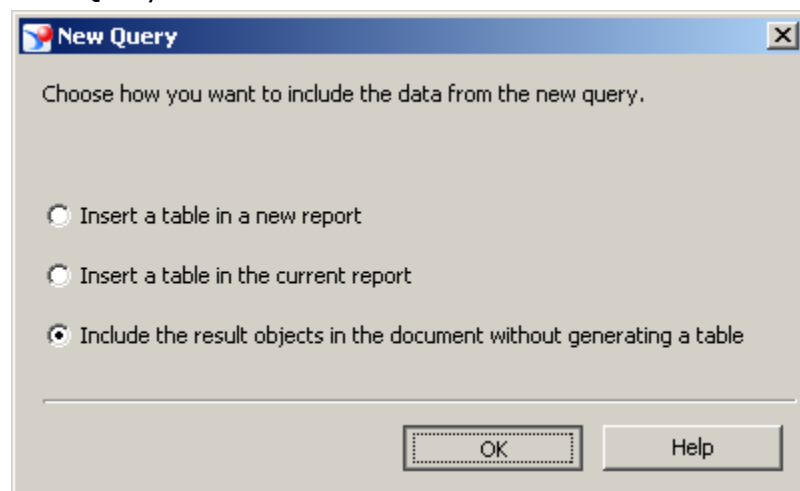 New Query
Choose how you want to include the data from the new query.
Insert a table in a new report
Insert a table in the current report
Include the result objects in the document without generating a table
OK Help